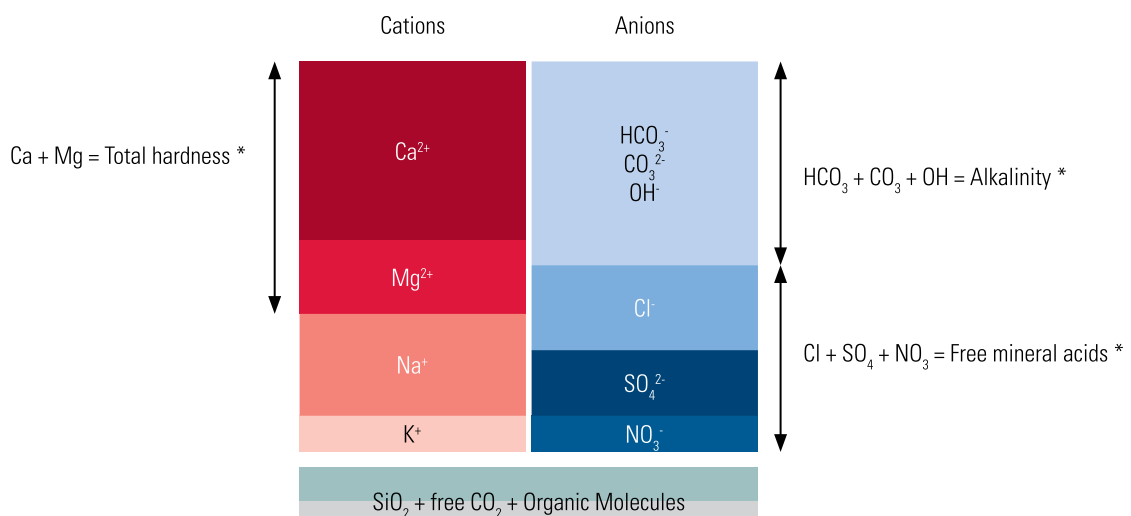 Cations
Anions
Ca + Mg = Total hardness *
Ca²⁺
Mg²⁺
Na⁺
K⁺
HCO₃⁻
CO₃²⁻
OH⁻
Cl⁻
SO₄²⁻
NO₃⁻
HCO₃ + CO₃ + OH = Alkalinity *
Cl + SO₄ + NO₃ = Free mineral acids *
SiO₂ + free CO₂ + Organic Molecules